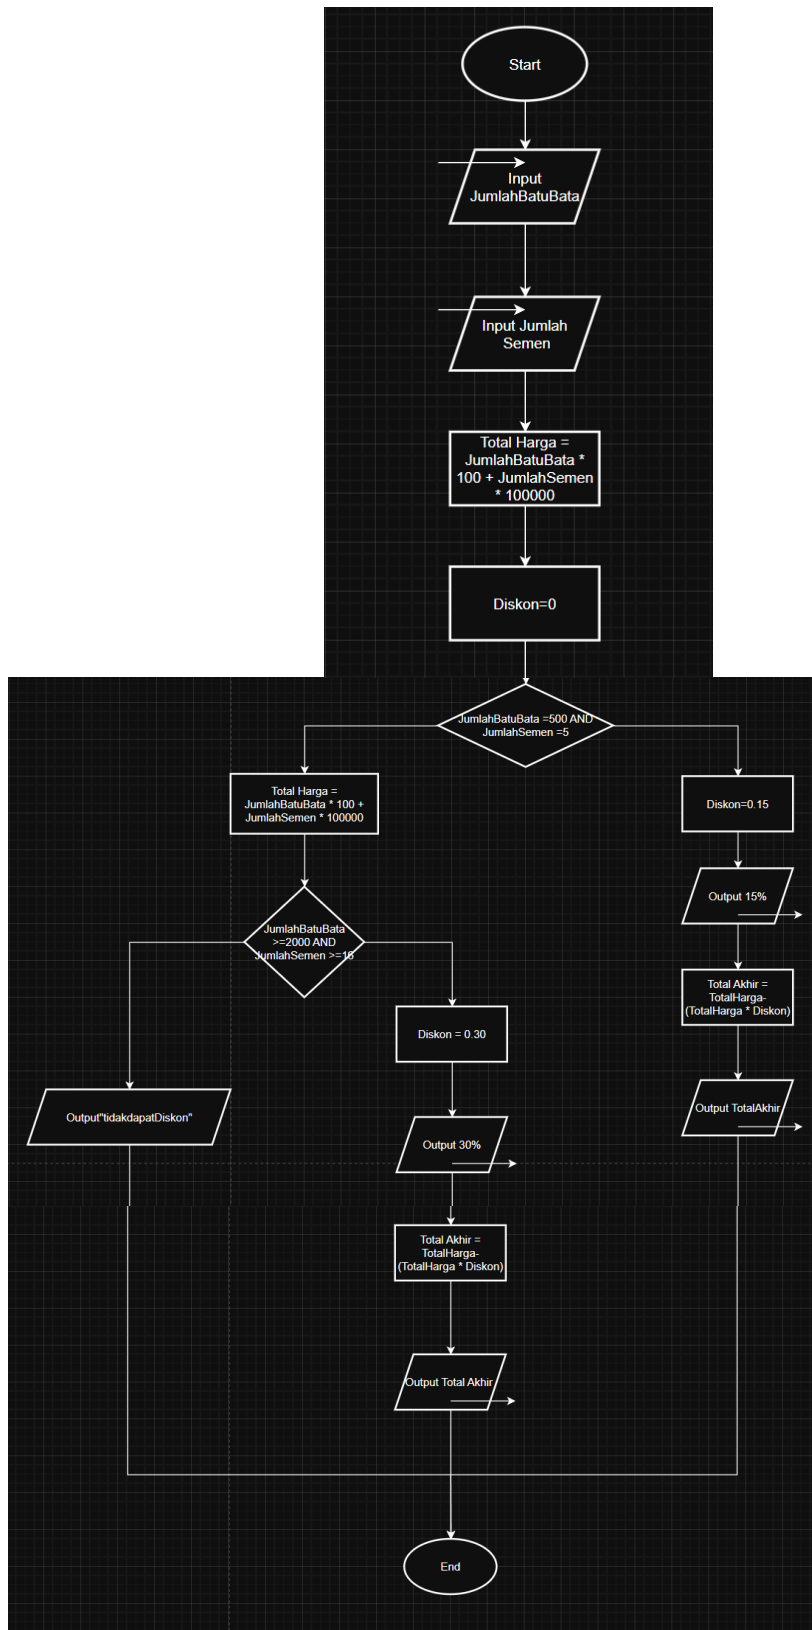 Start
Input
JumlahBatuBata
Input Jumlah
Semen
Total Harga =
JumlahBatuBata *
100 + JumlahSemen
* 100000
Diskon=0
JumlahBatuBata =500 AND
JumlahSemen =5
Total Harga =
JumlahBatuBata * 100 +
JumlahSemen * 100000
Diskon=0.15
Output 15%
JumlahBatuBata
>=2000 AND
JumlahSemen >=16
Total Akhir =
TotalHarga-
(TotalHarga * Diskon)
Diskon = 0.30
Output"tidakdapatDiskon"
Output TotalAkhir
Output 30%
Total Akhir =
TotalHarga-
(TotalHarga * Diskon)
Output Total Akhir
End